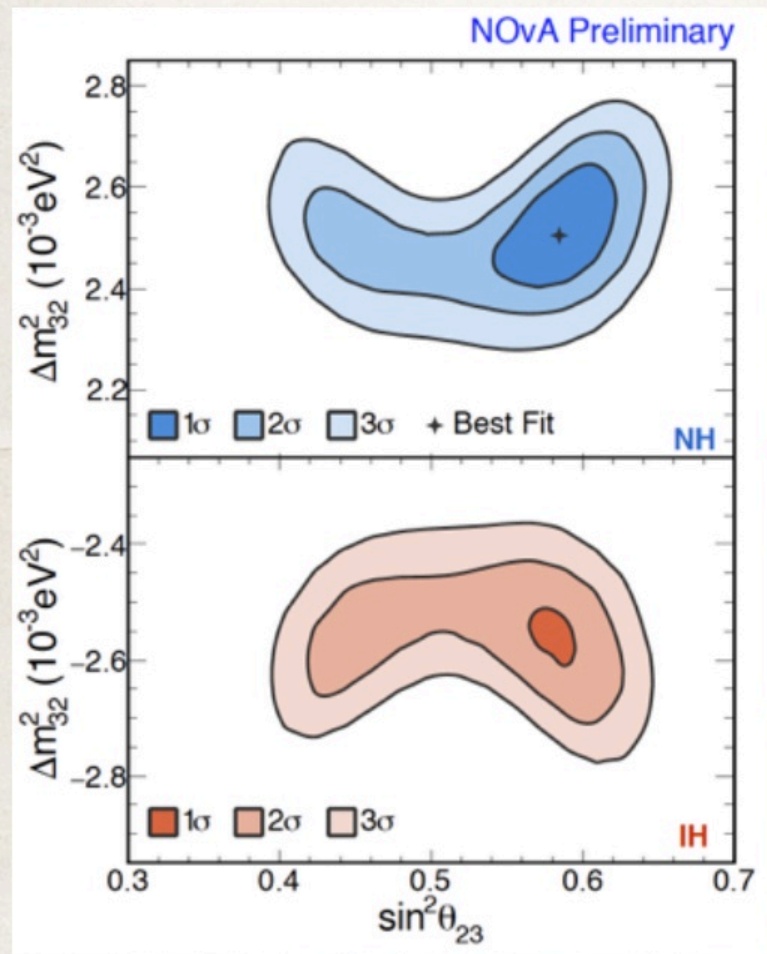 NOvA Preliminary
Δm²₃₂ (10⁻³eV²)
2.8
2.6
2.4
2.2
1σ 2σ 3σ Best Fit
NH
Δm²₃₂ (10⁻³eV²)
−2.4
−2.6
−2.8
1σ 2σ 3σ
IH
0.3 0.4 0.5 0.6 0.7
sin²θ₂₃